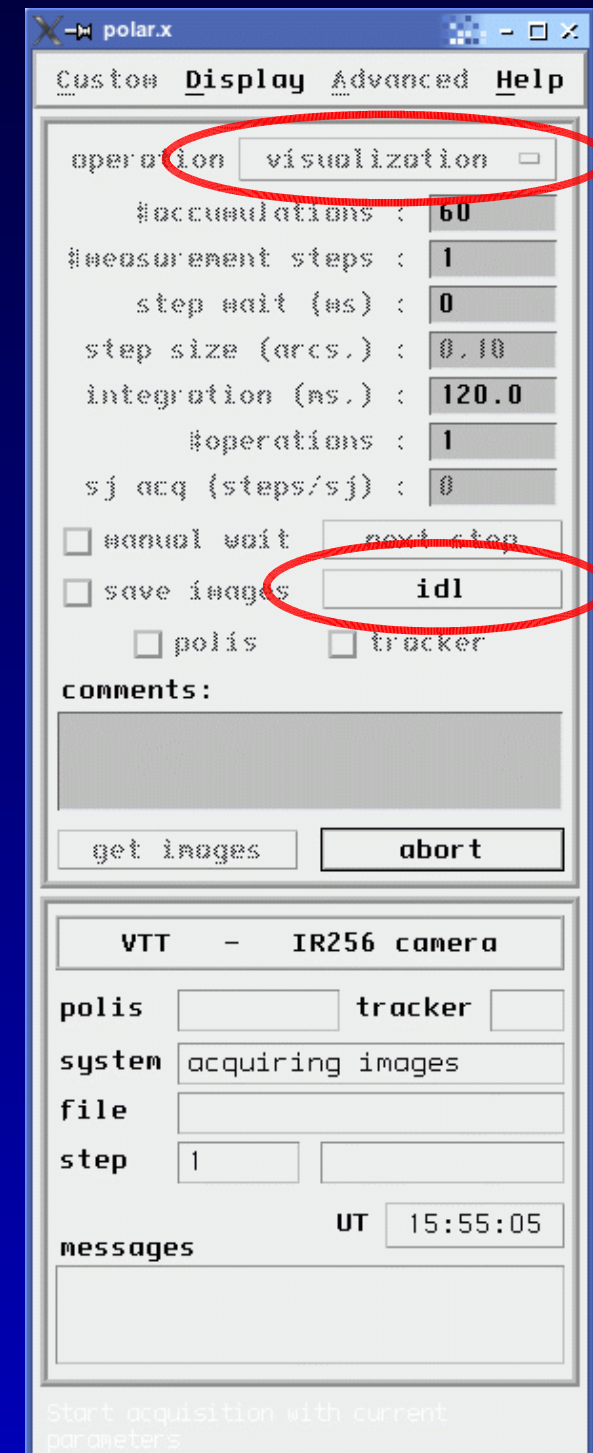 polar.x
Custom Display Advanced Help
operation visualization
#accumulations : 60
#measurement steps : 1
step wait (ms) : 0
step size (arcs.) : 0.10
integration (ms.) : 120.0
#operations : 1
sj acq (steps/sj) : 0
manual wait next step
save images idl
polis tracker
comments:
get images abort
VTT - IR256 camera
polis tracker
system acquiring images
file
step 1
UT 15:55:05
messages
Start acquisition with current
parameters